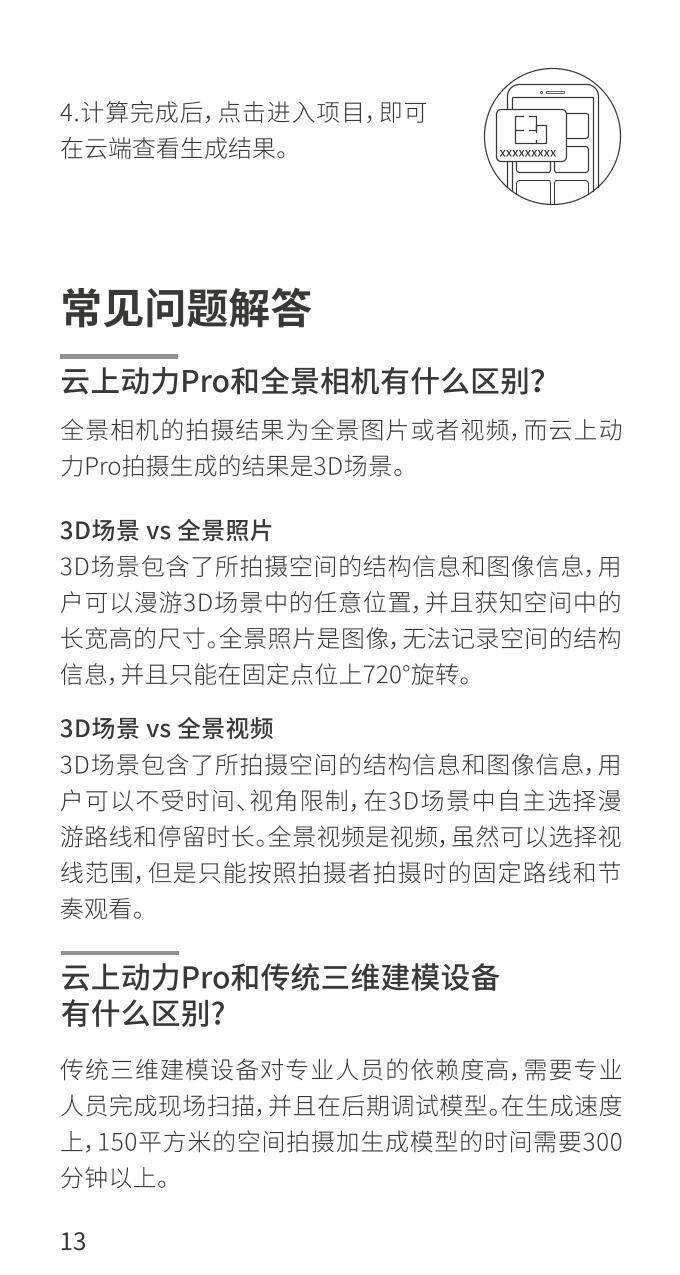 4.计算完成后，点击进入项目，即可
在云端查看生成结果。
XXXXXXXXX
常见问题解答
云上动力Pro和全景相机有什么区别？
全景相机的拍摄结果为全景图片或者视频，而云上动
力Pro拍摄生成的结果是3D场景。
3D场景 vs 全景照片
3D场景包含了所拍摄空间的结构信息和图像信息，用
户可以漫游3D场景中的任意位置，并且获知空间中的
长宽高的尺寸。全景照片是图像，无法记录空间的结构
信息，并且只能在固定点位上720°旋转。
3D场景 vs 全景视频
3D场景包含了所拍摄空间的结构信息和图像信息，用
户可以不受时间、视角限制，在3D场景中自主选择漫
游路线和停留时长。全景视频是视频，虽然可以选择视
线范围，但是只能按照拍摄者拍摄时的固定路线和节
奏观看。
云上动力Pro和传统三维建模设备
有什么区别？
传统三维建模设备对专业人员的依赖度高，需要专业
人员完成现场扫描，并且在后期调试模型。在生成速度
上，150平方米的空间拍摄加生成模型的时间需要300
分钟以上。
13